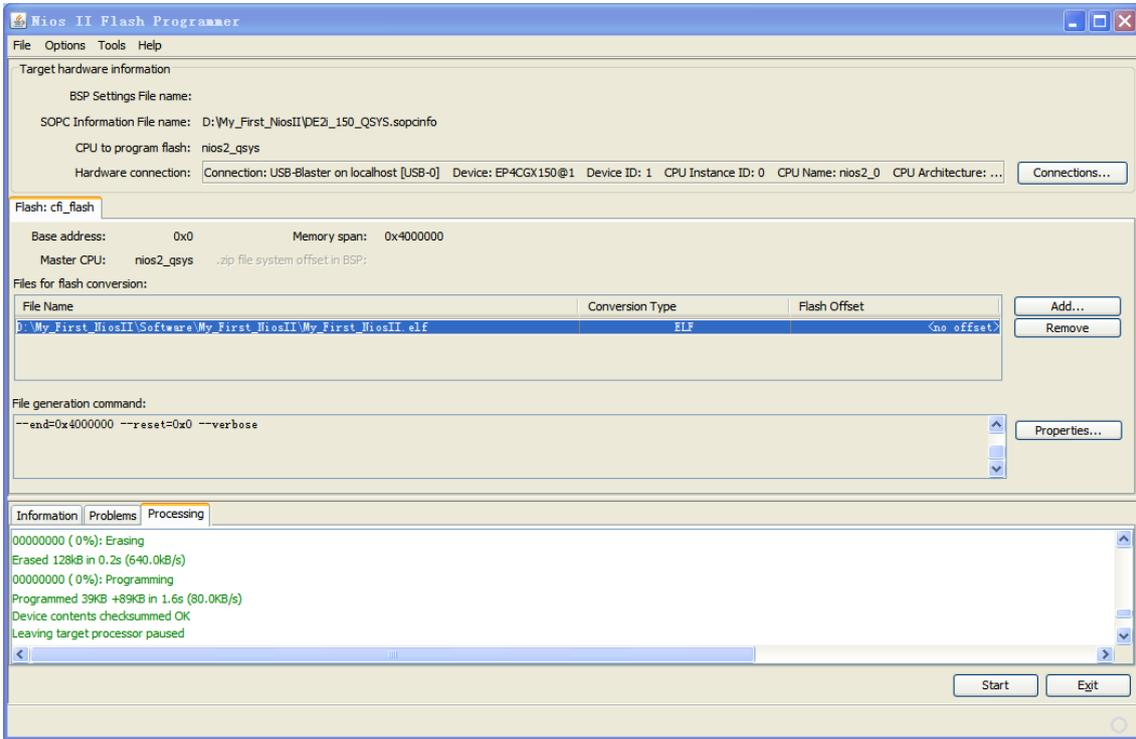 Nios II Flash Programmer
File Options Tools Help
Target hardware information
BSP Settings File name:
SOPC Information File name: D:\My_First_NiosII\DE2i_150_QSYS.sopcinfo
CPU to program flash: nios2_qsys
Hardware connection: Connection: USB-Blaster on localhost [USB-0] Device: EP4CGX150@1 Device ID: 1 CPU Instance ID: 0 CPU Name: nios2_0 CPU Architecture: ... Connections...
Flash: cfi_flash
Base address: 0x0 Memory span: 0x4000000
Master CPU: nios2_qsys .zip file system offset in BSP:
Files for flash conversion:
File Name Conversion Type Flash Offset Add...
D:\My_First_NiosII\Software\My_First_NiosII\My_First_NiosII.elf ELF <no offset> Remove
File generation command:
--end=0x4000000 --reset=0x0 --verbose
Properties...
Information Problems Processing
00000000 ( 0%): Erasing
Erased 128kB in 0.2s (640.0kB/s)
00000000 ( 0%): Programming
Programmed 39KB +89KB in 1.6s (80.0KB/s)
Device contents checksummed OK
Leaving target processor paused
Start Exit